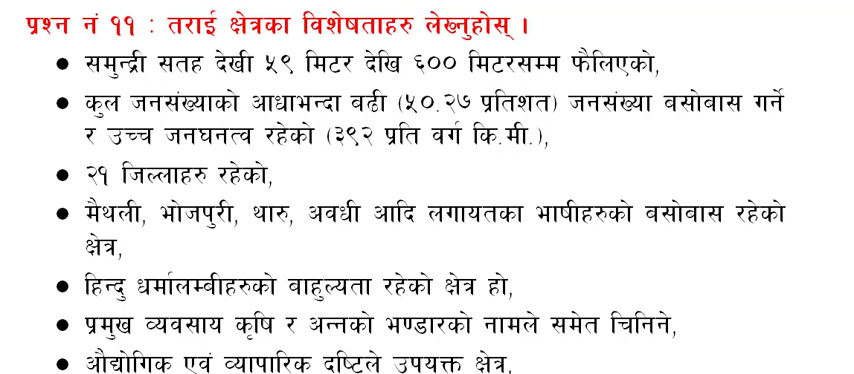 प्रश्न नं ११ : तराई क्षेत्रका विशेषताहरु लेख्नुहोस् ।
● समुन्द्री सतह देखी ५९ मिटर देखि ६०० मिटरसम्म फैलिएको,
● कुल जनसंख्याको आधाभन्दा बढी (५०.२७ प्रतिशत) जनसंख्या बसोबास गर्ने
र उच्च जनघनत्व रहेको (३९२ प्रति वर्ग कि.मी.),
● २१ जिल्लाहरु रहेको,
● मैथली, भोजपुरी, थारु, अवधी आदि लगायतका भाषीहरुको बसोबास रहेको
क्षेत्र,
● हिन्दु धर्मालम्बीहरुको बाहुल्यता रहेको क्षेत्र हो,
● प्रमुख व्यवसाय कृषि र अन्नको भण्डारको नामले समेत चिनिने,
● औद्योगिक एवं व्यापारिक दृष्टिले उपयुक्त क्षेत्र,